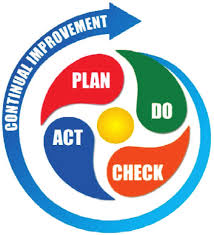 CONTINUAL IMPROVEMENT
PLAN
DO
CHECK
ACT